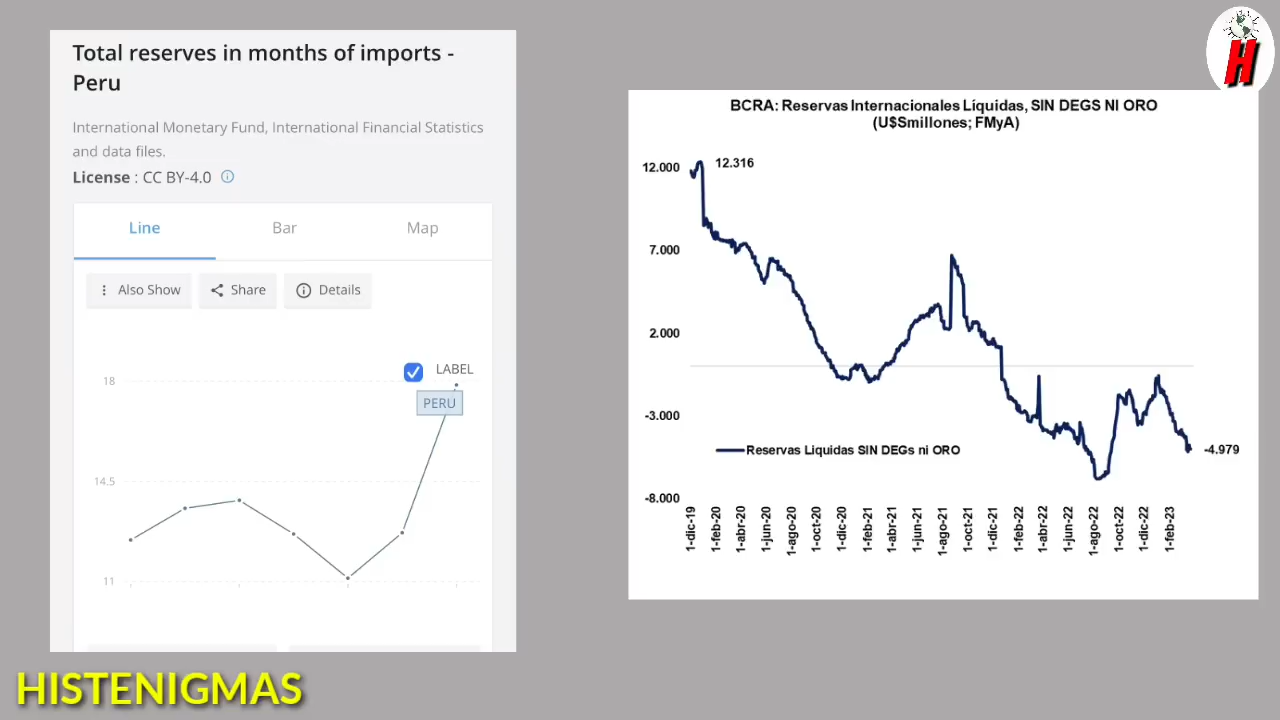 Total reserves in months of imports -
Peru
International Monetary Fund, International Financial Statistics
and data files.
License : CC BY-4.0
Line Bar Map
Also Show Share Details
LABEL
PERU
18
14.5
11
H
BCRA: Reservas Internacionales Liquidas, SIN DEGS NI ORO
(U$Smillones; FMyA)
12.000
7.000
2.000
-3.000
-8.000
12.316
-4.979
Reservas Liquidas SIN DEGs ni ORO
1-dic-19
1-feb-20
1-abr-20
1-jun-20
1-ago-20
1-oct-20
1-dic-20
1-feb-21
1-abr-21
1-jun-21
1-ago-21
1-oct-21
1-dic-21
1-feb-22
1-abr-22
1-jun-22
1-ago-22
1-oct-22
1-dic-22
1-feb-23
HISTENIGMAS